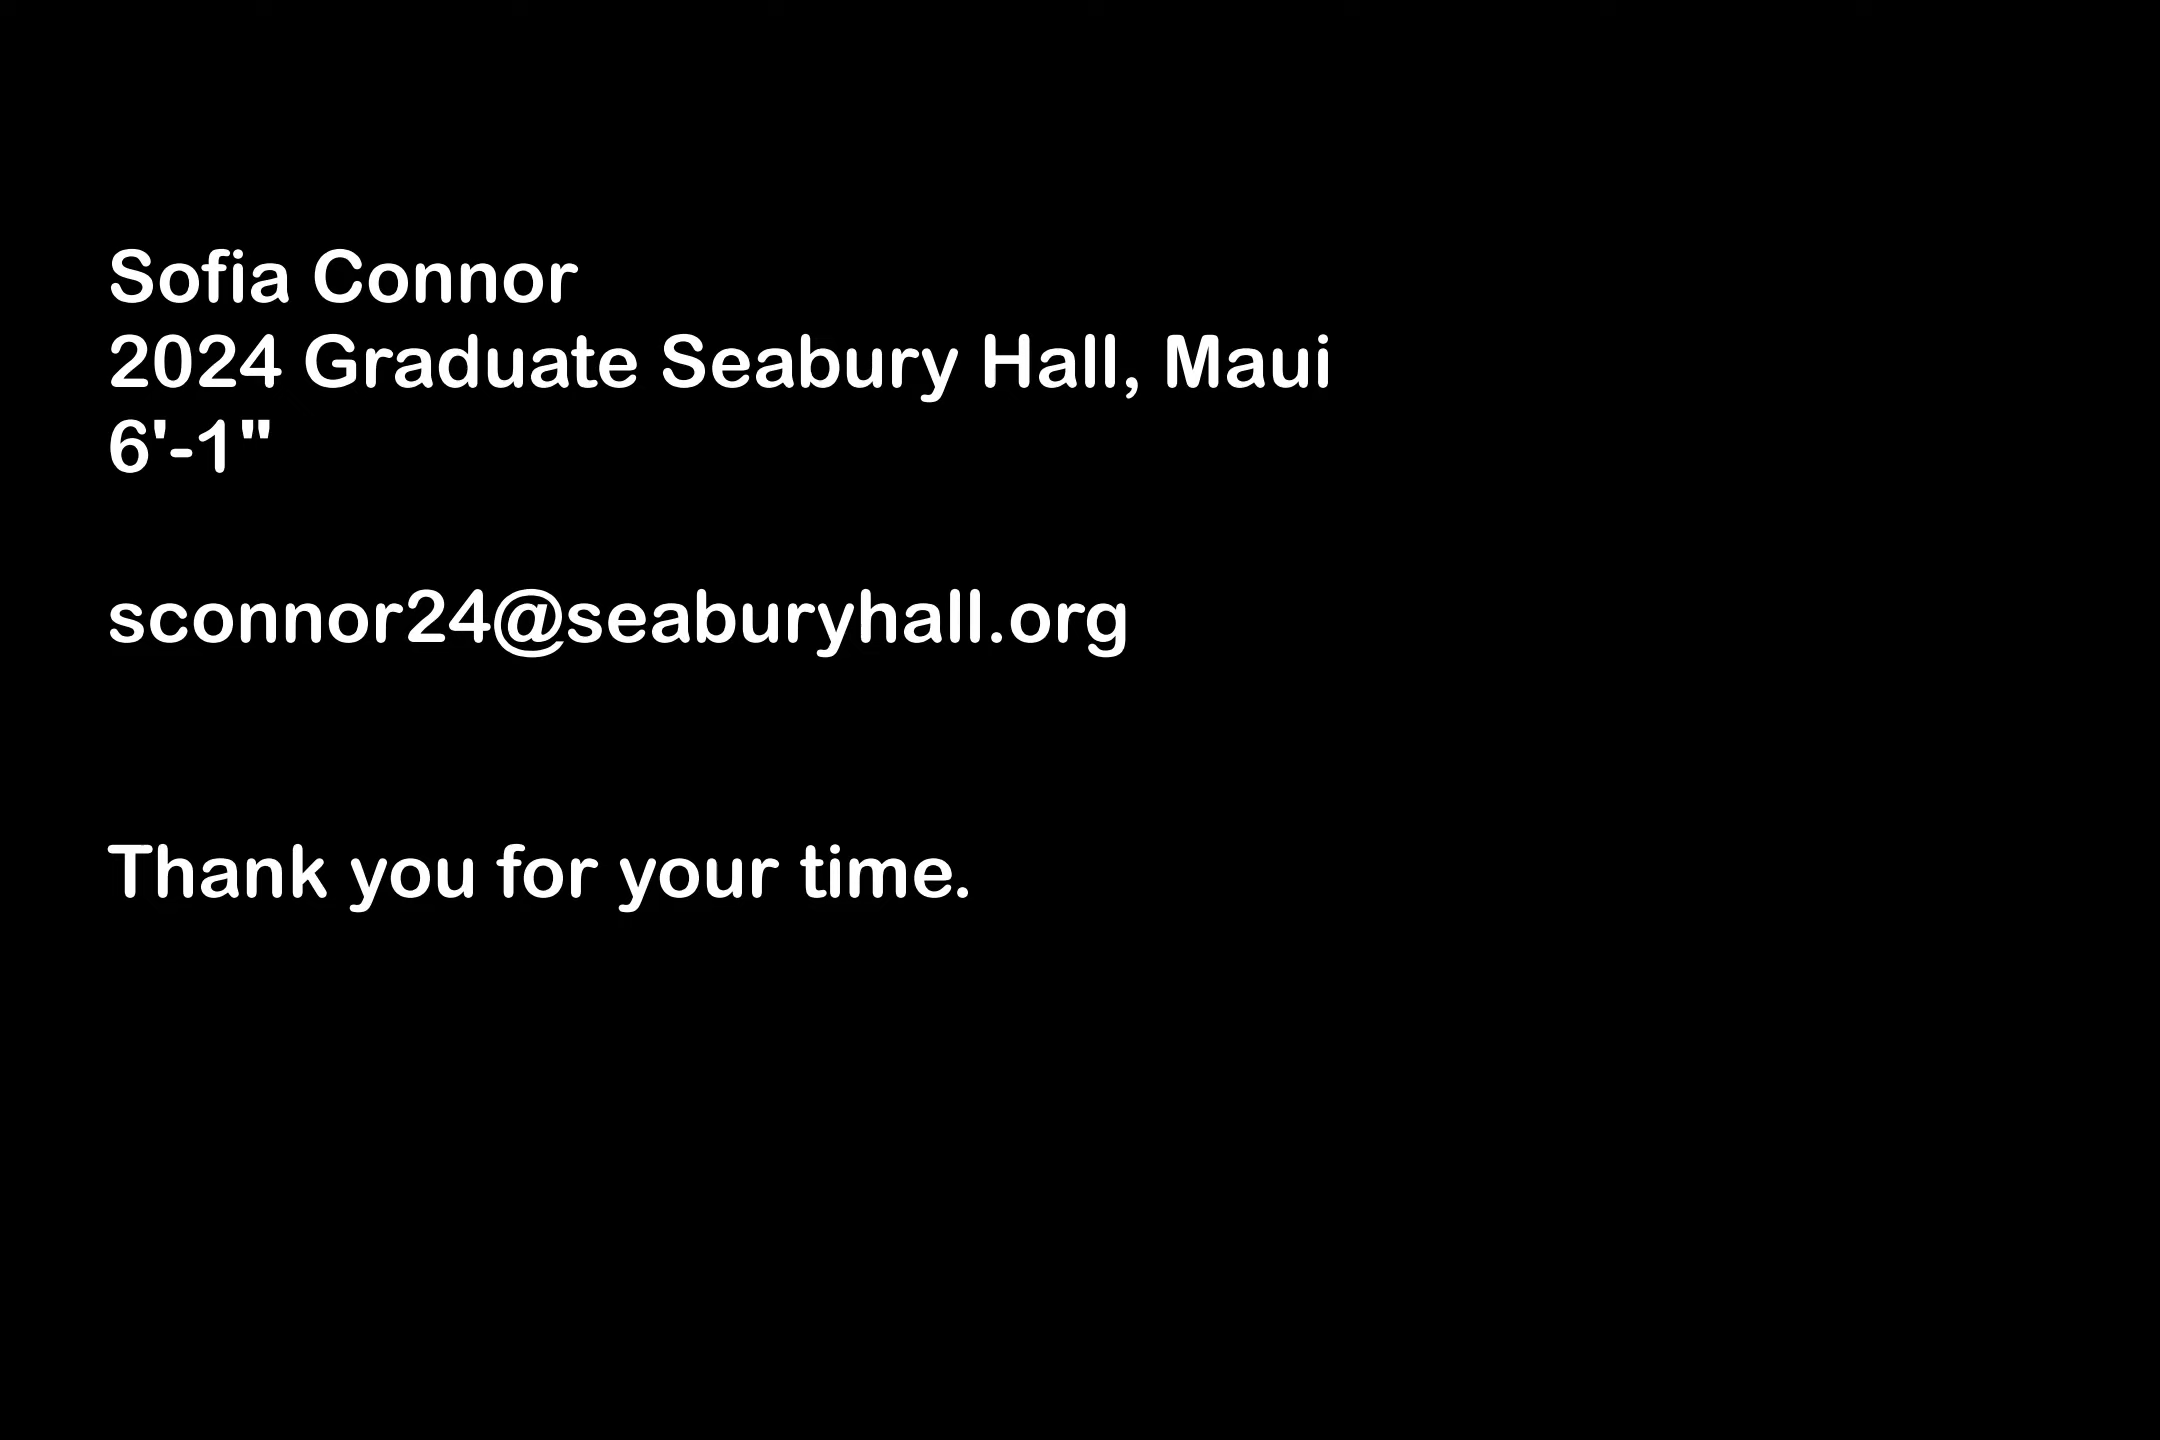 Sofia Connor
2024 Graduate Seabury Hall, Maui
6'-1"
sconnor24@seaburyhall.org
Thank you for your time.